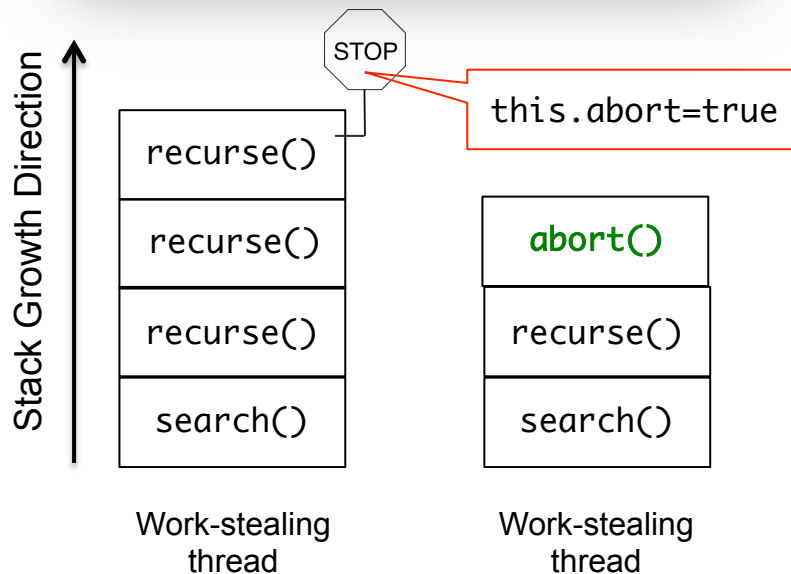 STOP
this.abort=true
Stack Growth Direction
recurse()
recurse()
recurse()
search()
Work-stealing
thread
abort()
recurse()
search()
Work-stealing
thread